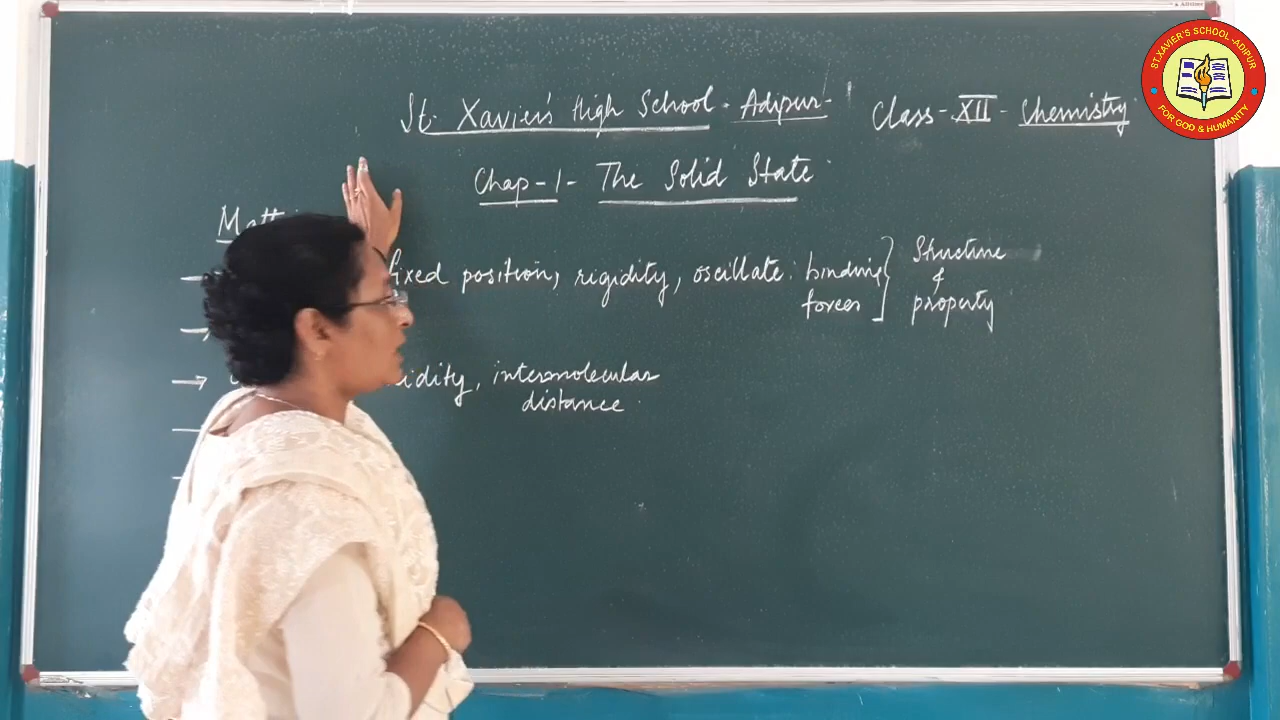 St. Xavier's High School - Adipur - Class - XII - Chemistry
Chap - 1 - The Solid State
fixed position, rigidity, oscillate. binding forces } Structure & property
→
→ idity, intermolecular
distance.
ST.XAVIER'S SCHOOL-ADIPUR
FOR GOD & HUMANITY